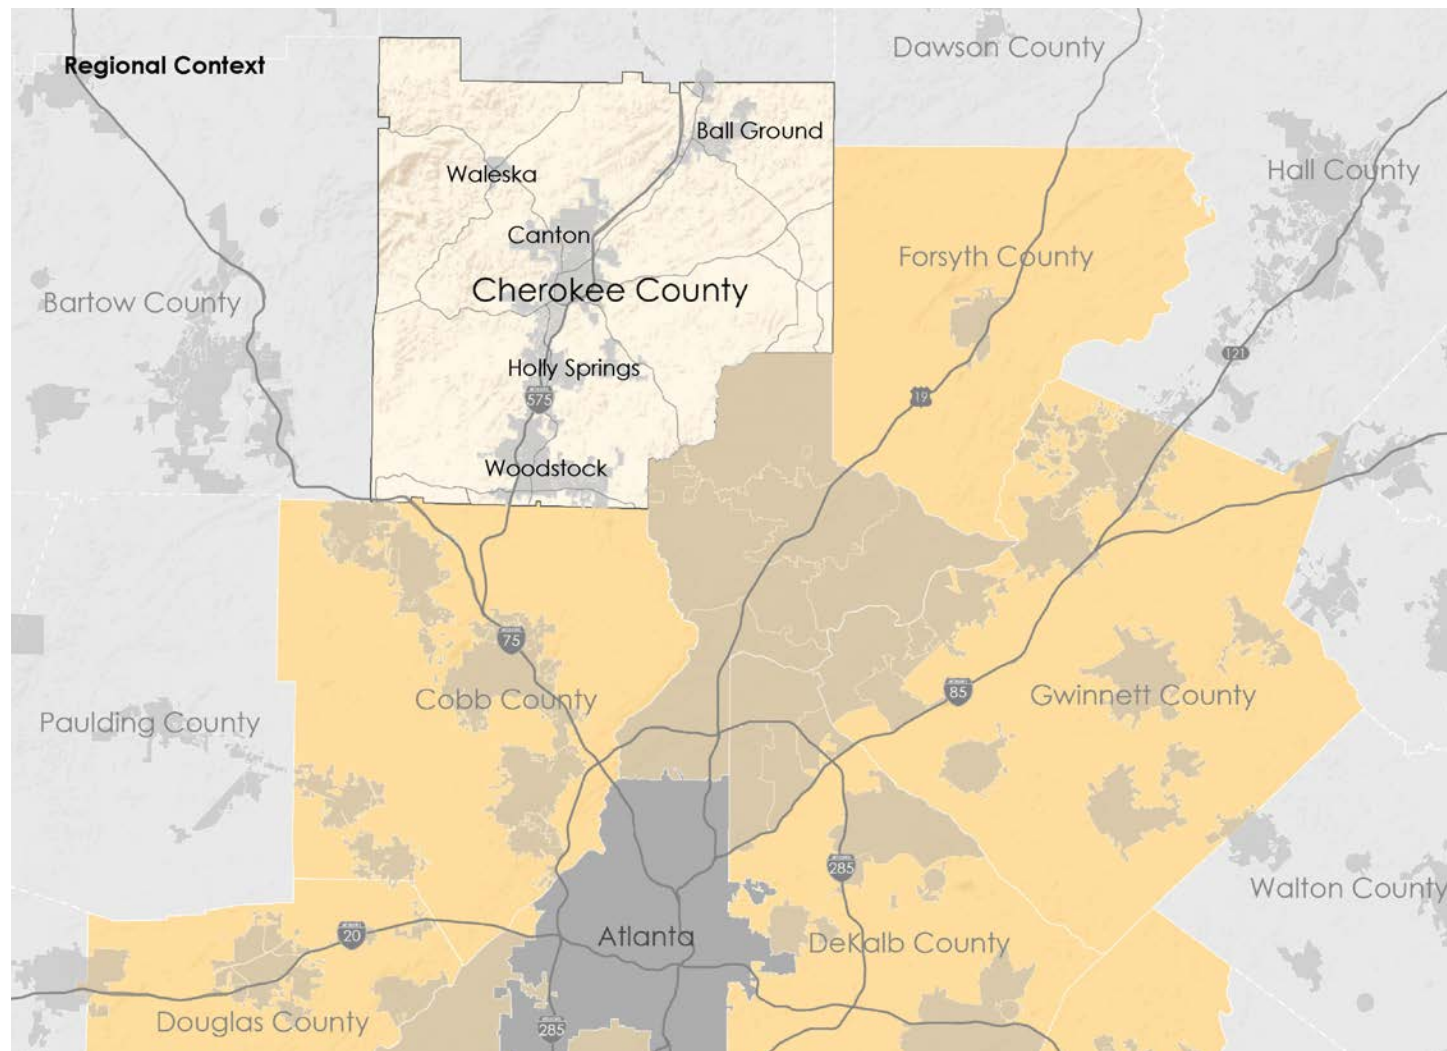 Dawson County
Regional Context
Ball Ground
Hall County
Waleska
Canton
Forsyth County
Cherokee County
Bartow County
121
Holly Springs
575
19
Woodstock
75
85
Gwinnett County
Cobb County
Paulding County
285
Walton County
20
Atlanta
DeKalb County
Douglas County
285